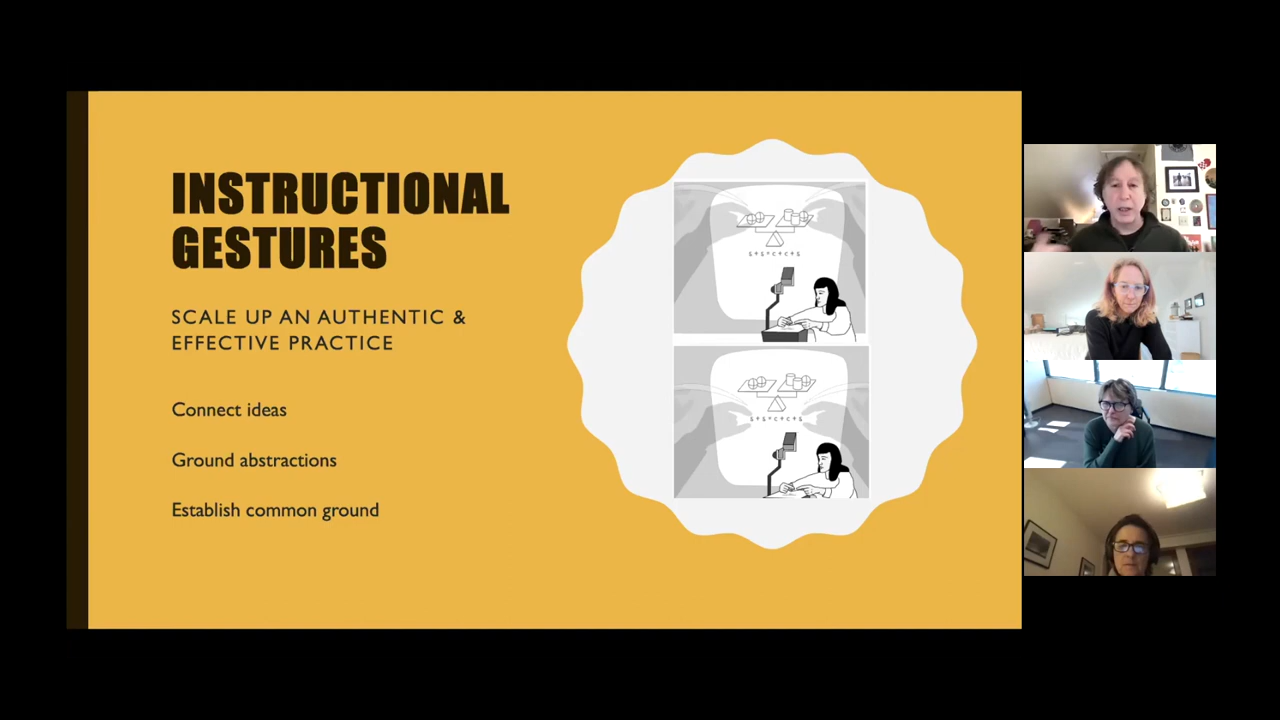 INSTRUCTIONAL
GESTURES
SCALE UP AN AUTHENTIC &
EFFECTIVE PRACTICE
Connect ideas
Ground abstractions
Establish common ground